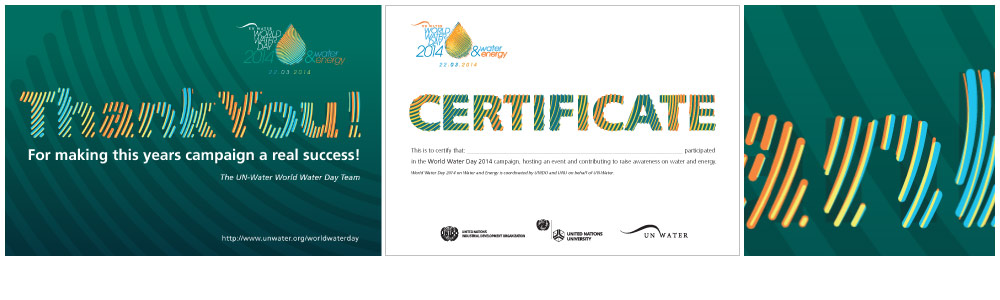 UN WATER
WORLD
WATER
DAY
2014 & water
energy
22.03.2014
Thank You!
For making this years campaign a real success!
The UN-Water World Water Day Team
http://www.unwater.org/worldwaterday
UN WATER
WORLD
WATER
DAY
2014 & water
energy
22.03.2014
CERTIFICATE
This is to certify that: participated
in the World Water Day 2014 campaign, hosting an event and contributing to raise awareness on water and energy.
World Water Day 2014 on Water and Energy is coordinated by UNIDO and UNU on behalf of UN-Water.
UNITED NATIONS
INDUSTRIAL DEVELOPMENT ORGANIZATION
UNITED NATIONS
UNIVERSITY
UN WATER